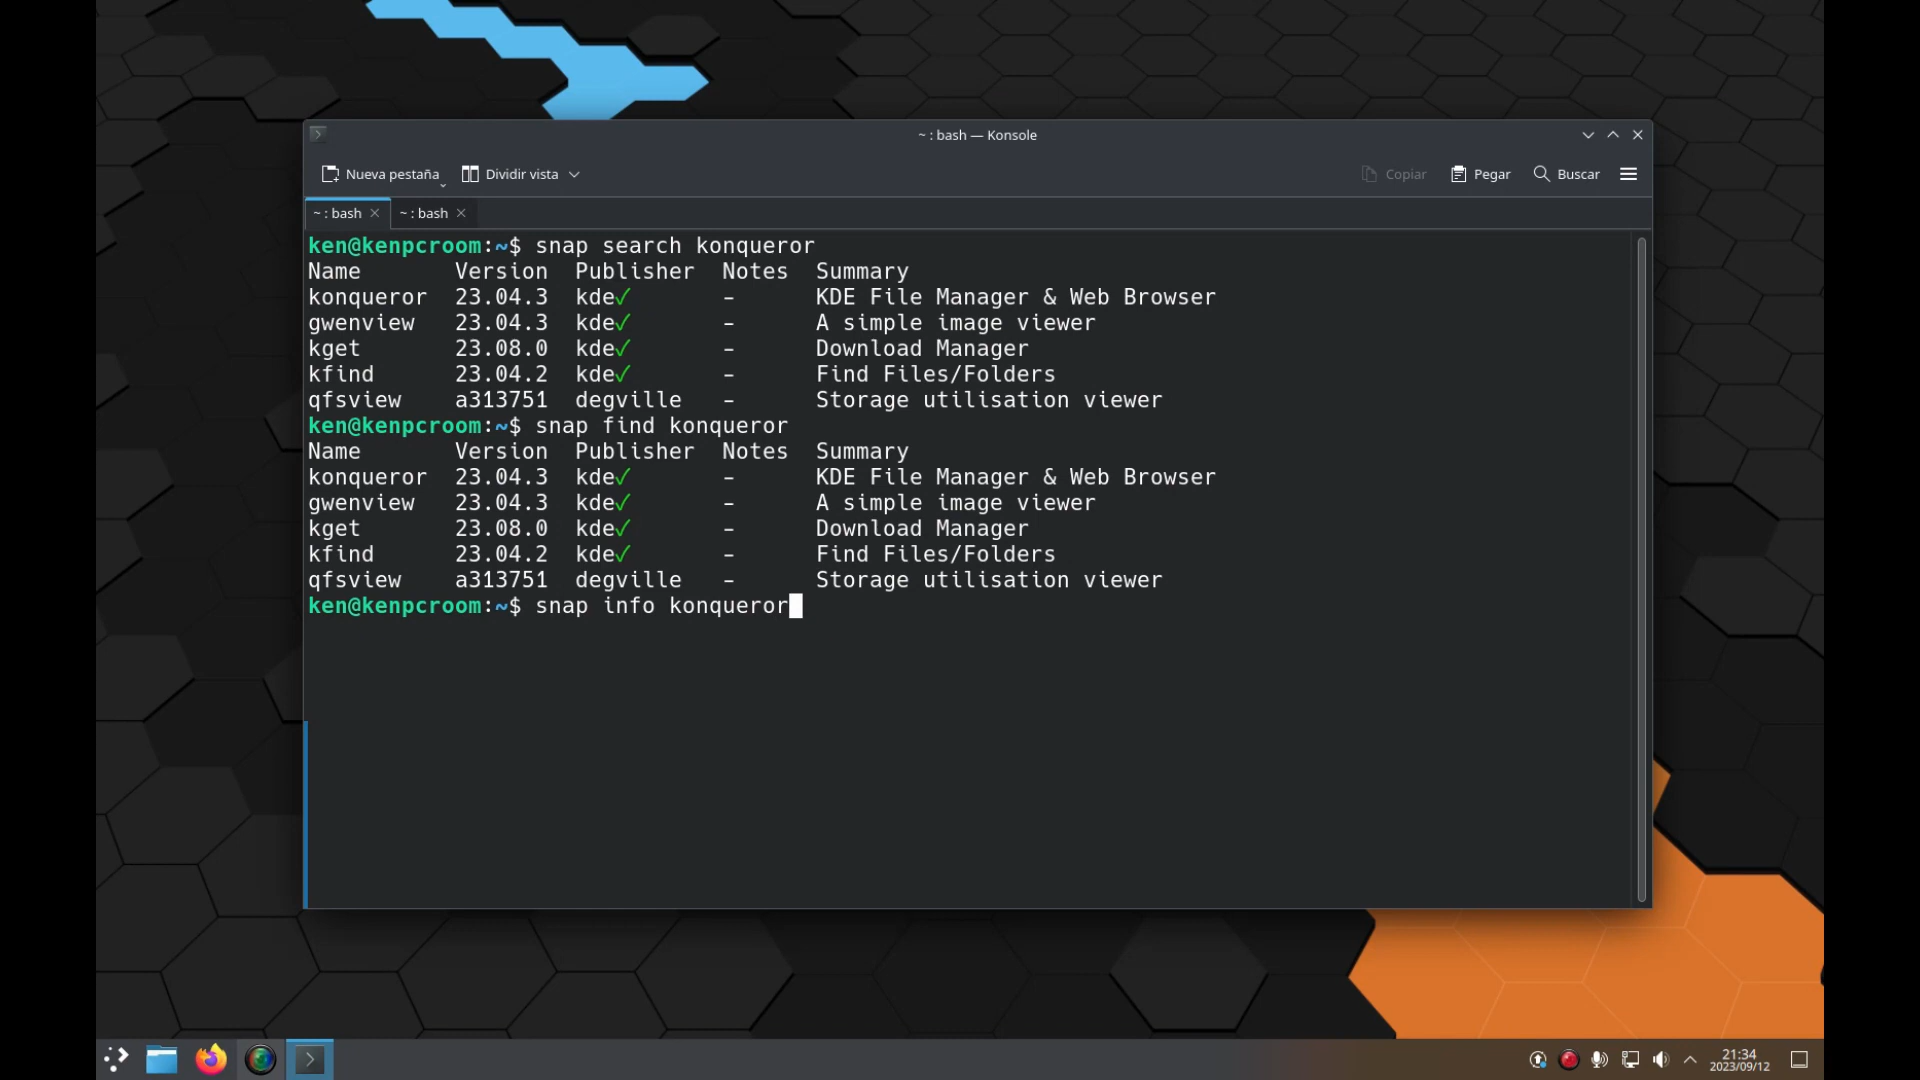 ~ : bash — Konsole
Nueva pestaña Dividir vista Copiar Pegar Buscar
~ : bash ~ : bash
ken@kenpcroom:~$ snap search konqueror
Name Version Publisher Notes Summary
konqueror 23.04.3 kde✓ – KDE File Manager & Web Browser
gwenview 23.04.3 kde✓ – A simple image viewer
kget 23.08.0 kde✓ – Download Manager
kfind 23.04.2 kde✓ – Find Files/Folders
qfsview a313751 degville – Storage utilisation viewer
ken@kenpcroom:~$ snap find konqueror
Name Version Publisher Notes Summary
konqueror 23.04.3 kde✓ – KDE File Manager & Web Browser
gwenview 23.04.3 kde✓ – A simple image viewer
kget 23.08.0 kde✓ – Download Manager
kfind 23.04.2 kde✓ – Find Files/Folders
qfsview a313751 degville – Storage utilisation viewer
ken@kenpcroom:~$ snap info konqueror
21:34
2023/09/12